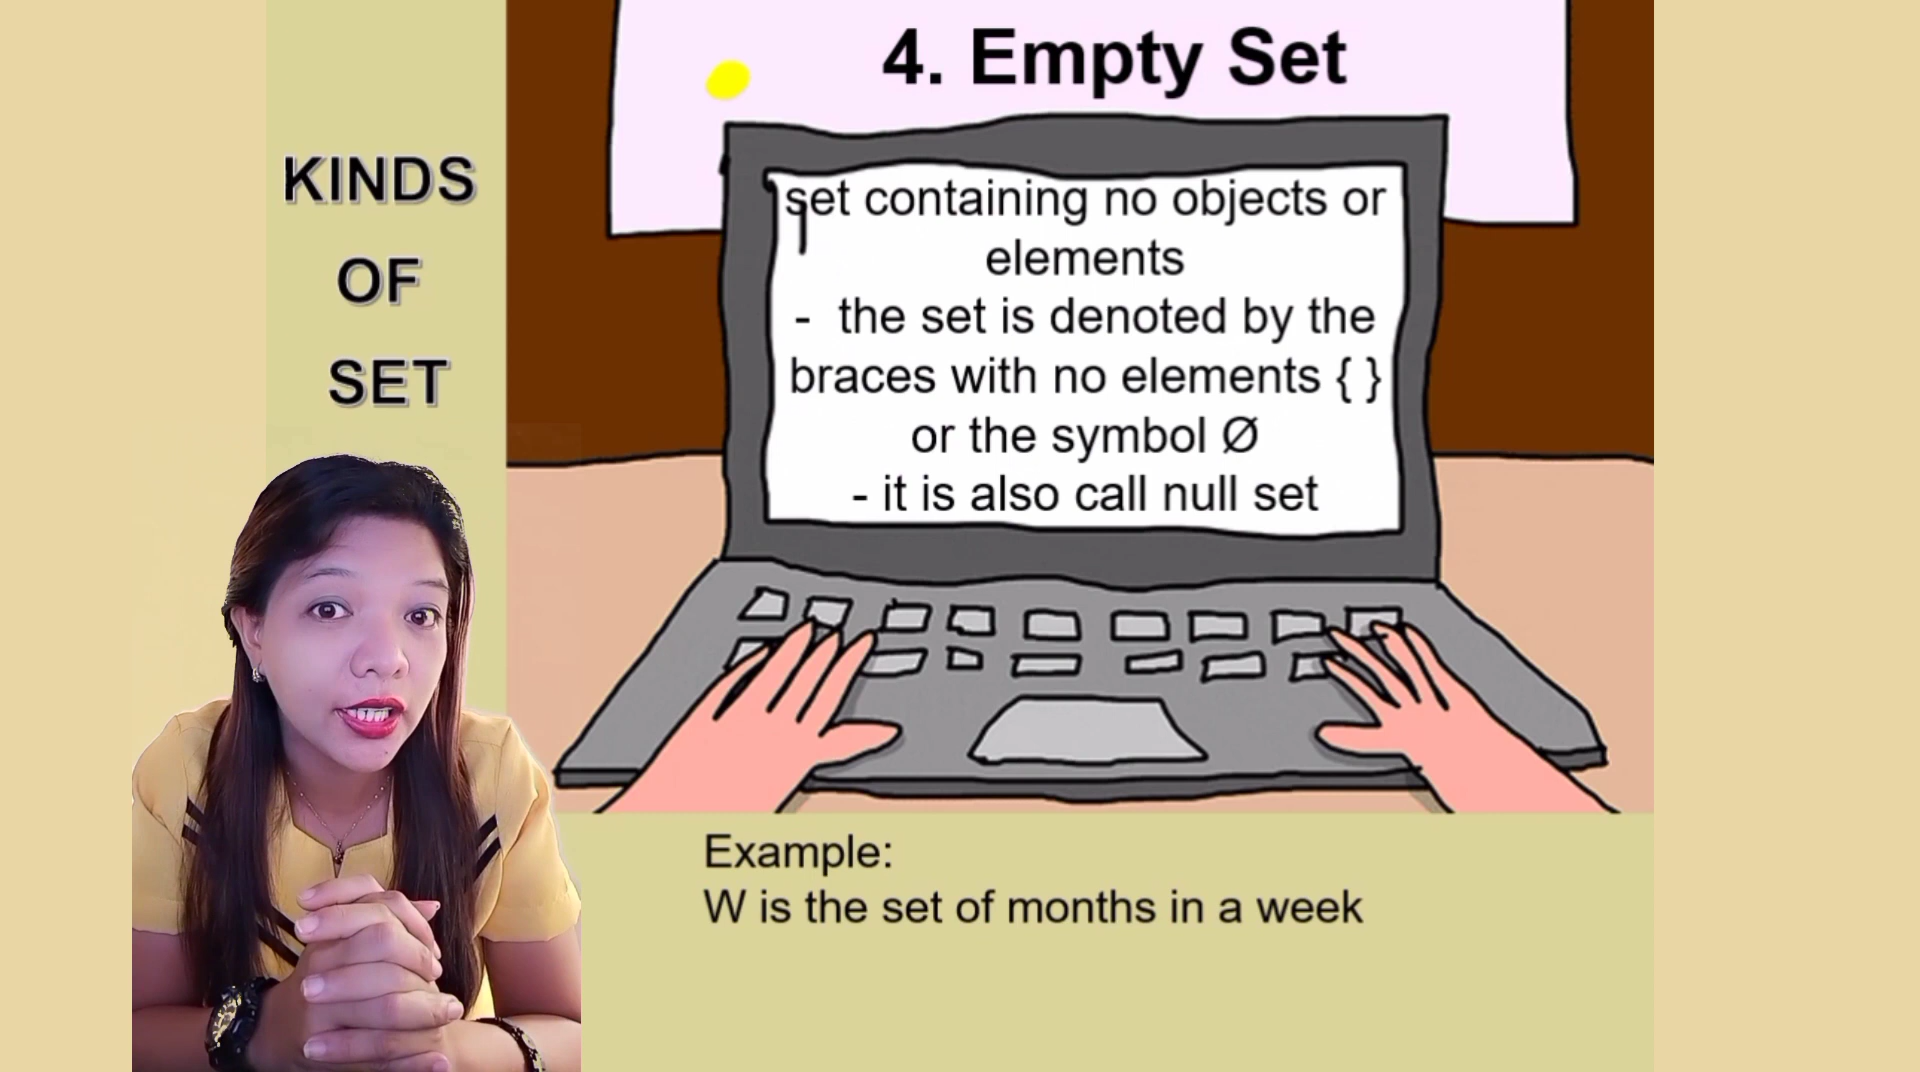 KINDS
OF
SET
4. Empty Set
set containing no objects or
elements
- the set is denoted by the
braces with no elements { }
or the symbol Ø
- it is also call null set
Example:
W is the set of months in a week